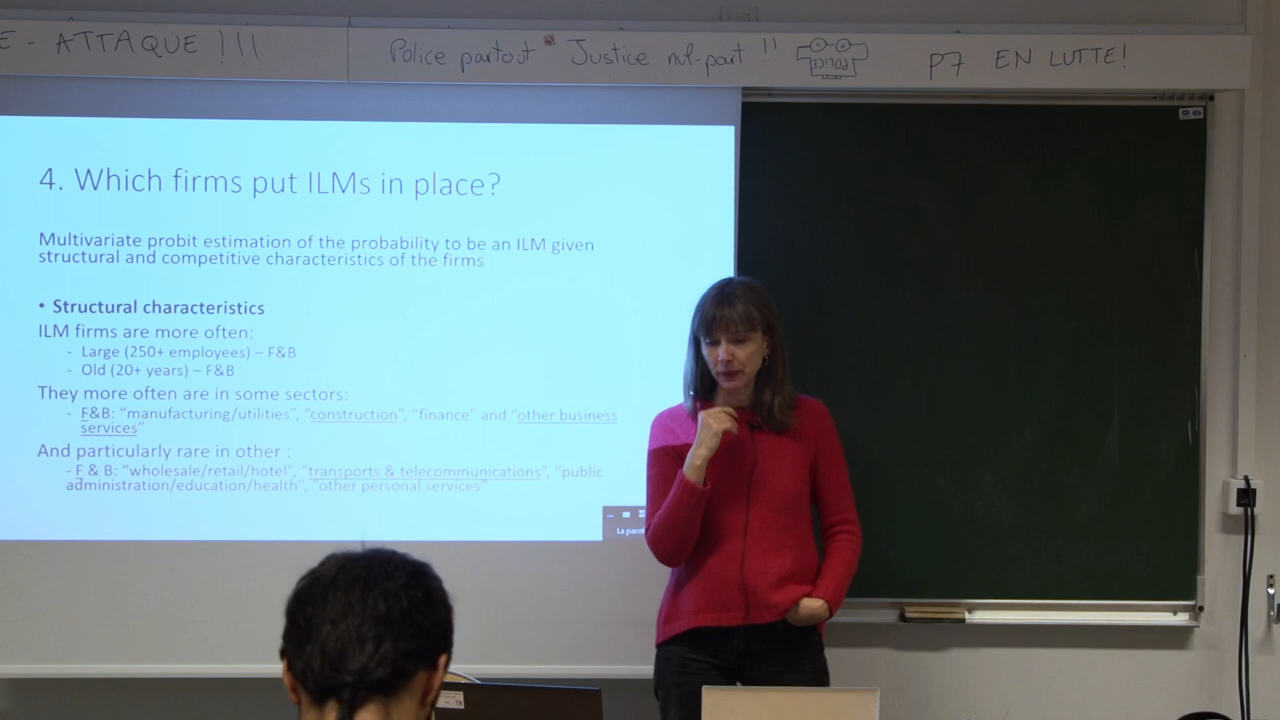 E - ATTAQUE !!!
Police partout Justice nul-part !! POLICE P7 EN LUTTE!
4. Which firms put ILMs in place?
Multivariate probit estimation of the probability to be an ILM given
structural and competitive characteristics of the firms
• Structural characteristics
ILM firms are more often:
- Large (250+ employees) – F&B
- Old (20+ years) – F&B
They more often are in some sectors:
- F&B: "manufacturing/utilities", "construction", "finance" and "other business
services"
And particularly rare in other :
- F & B: "wholesale/retail/hotel", "transports & telecommunications", "public
administration/education/health", "other personal services"
La parol